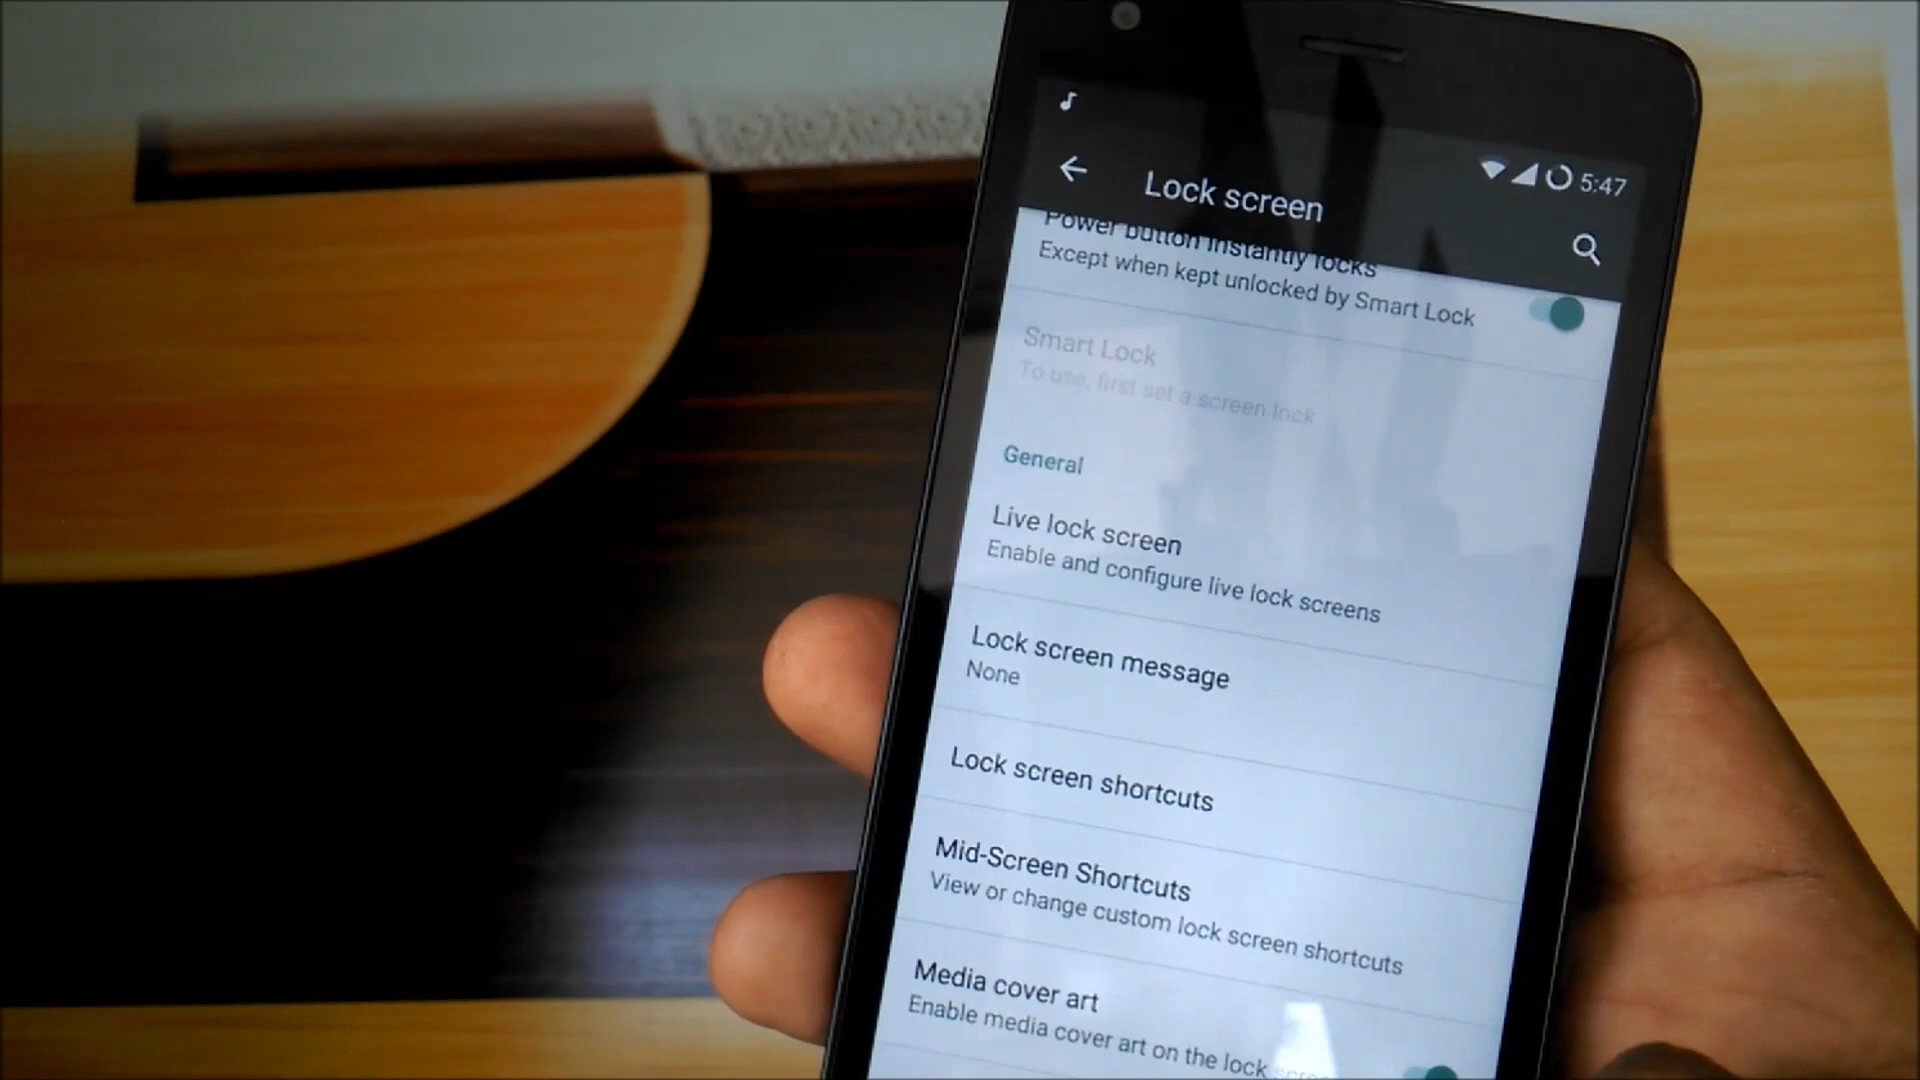 5:47
Lock screen
Power button instantly locks
Except when kept unlocked by Smart Lock
Smart Lock
To use, first set a screen lock
General
Live lock screen
Enable and configure live lock screens
Lock screen message
None
Lock screen shortcuts
Mid-Screen Shortcuts
View or change custom lock screen shortcuts
Media cover art
Enable media cover art on the lock screen